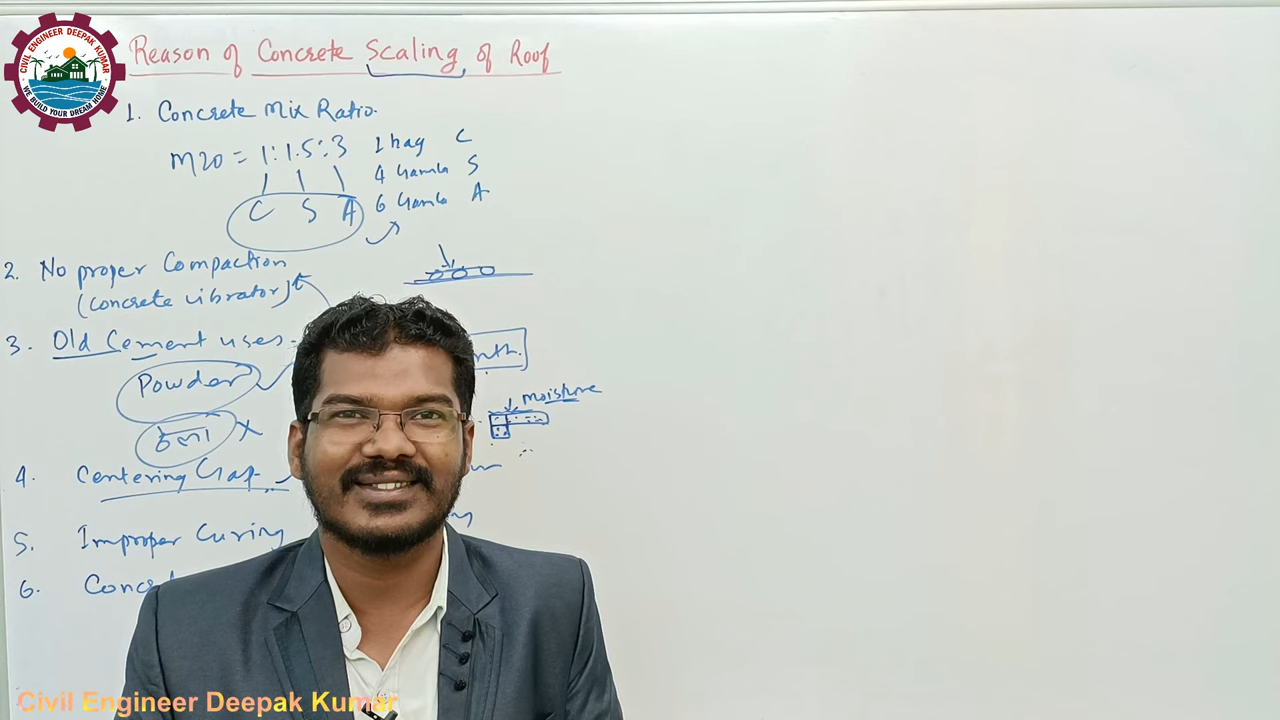 CIVIL ENGINEER DEEPAK KUMAR
WE BUILD YOUR DREAM HOME
Reason of Concrete Scaling of Roof
1. Concrete Mix Ratio.
M20 = 1:1.5:3
C S A
1 bag C
4 Gamla S
6 Gamla A
2. No proper Compaction
(Concrete vibrator)
3. Old Cement uses
Powder
moisture
4. Centering Gap
5. Improper Curing
6.
Civil Engineer Deepak Kumar